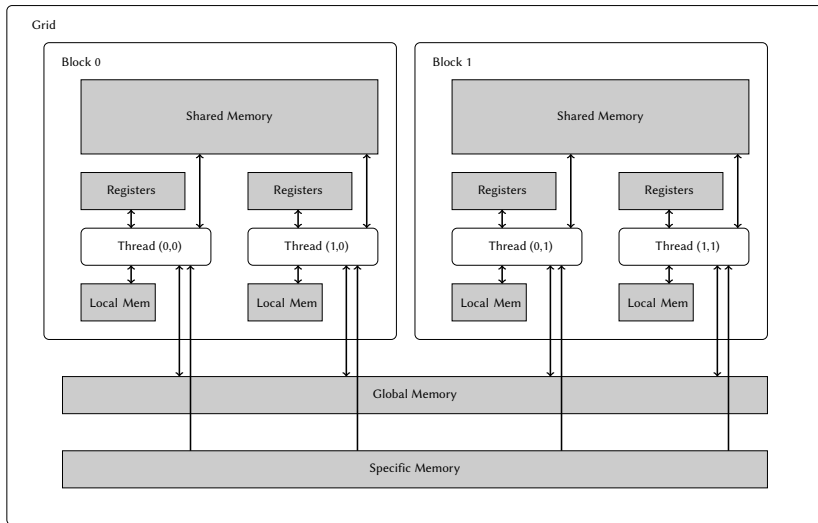 Grid
Block 0
Block 1
Shared Memory
Shared Memory
Registers
Registers
Registers
Registers
Thread (0,0)
Thread (1,0)
Thread (0,1)
Thread (1,1)
Local Mem
Local Mem
Local Mem
Local Mem
Global Memory
Specific Memory